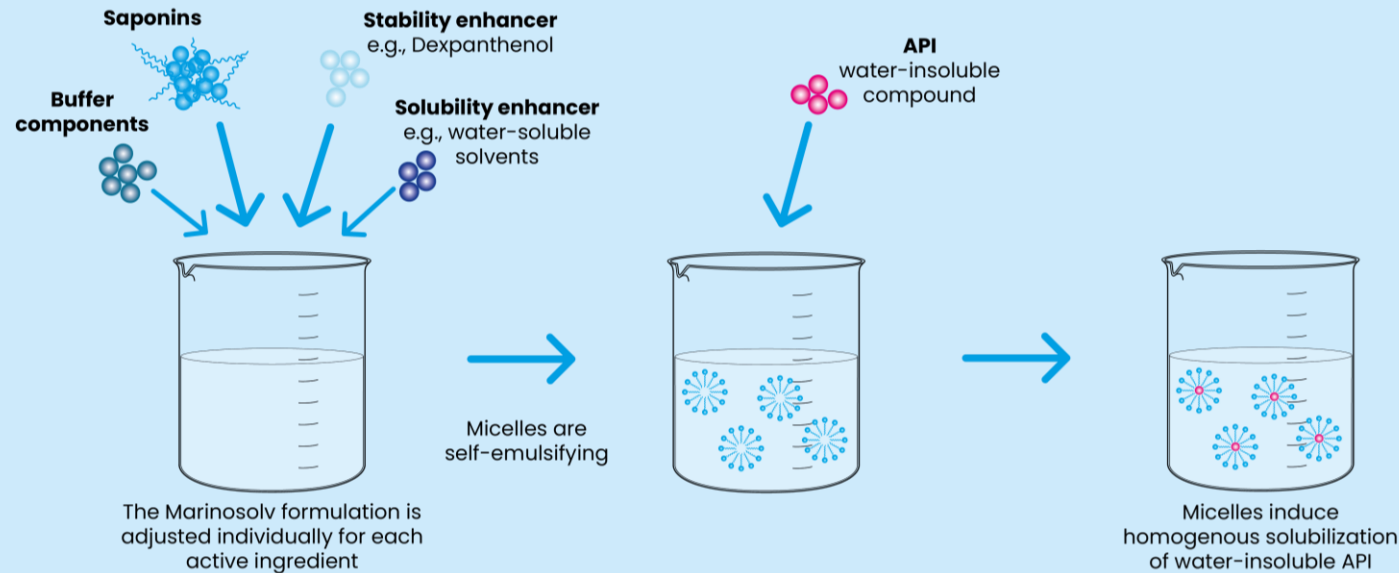 Saponins
Stability enhancer
e.g., Dexpanthenol
Buffer
components
Solubility enhancer
e.g., water-soluble
solvents
API
water-insoluble
compound
Micelles are
self-emulsifying
The Marinosolv formulation is
adjusted individually for each
active ingredient
Micelles induce
homogenous solubilization
of water-insoluble API